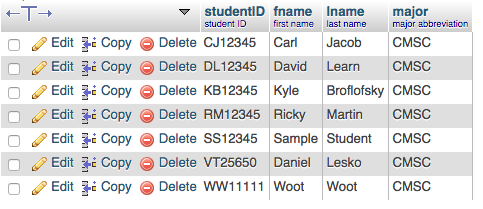 studentID fname lname major
student ID first name last name major abbreviation
Edit Copy Delete CJ12345 Carl Jacob CMSC
Edit Copy Delete DL12345 David Learn CMSC
Edit Copy Delete KB12345 Kyle Broflofsky CMSC
Edit Copy Delete RM12345 Ricky Martin CMSC
Edit Copy Delete SS12345 Sample Student CMSC
Edit Copy Delete VT25650 Daniel Lesko CMSC
Edit Copy Delete WW11111 Woot Woot CMSC